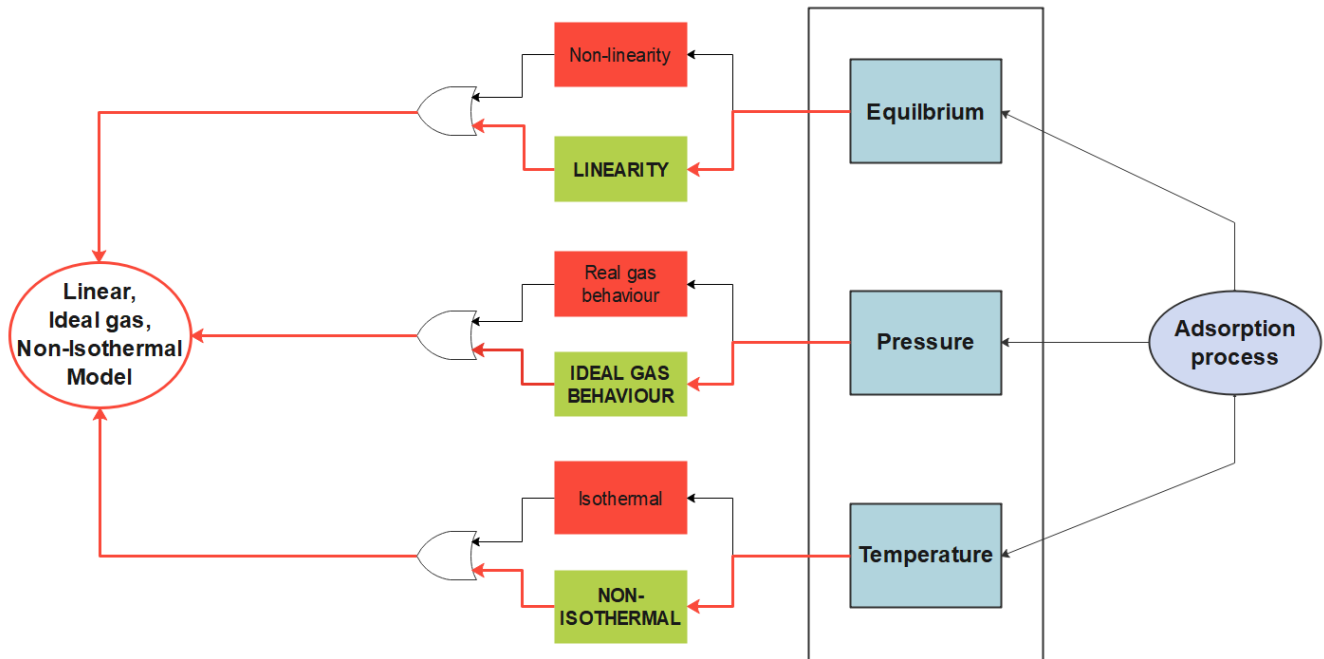 Non-linearity
Equilbrium
LINEARITY
Linear,
Ideal gas,
Non-Isothermal
Model
Real gas
behaviour
IDEAL GAS
BEHAVIOUR
Pressure
Adsorption
process
Isothermal
Temperature
NON-
ISOTHERMAL